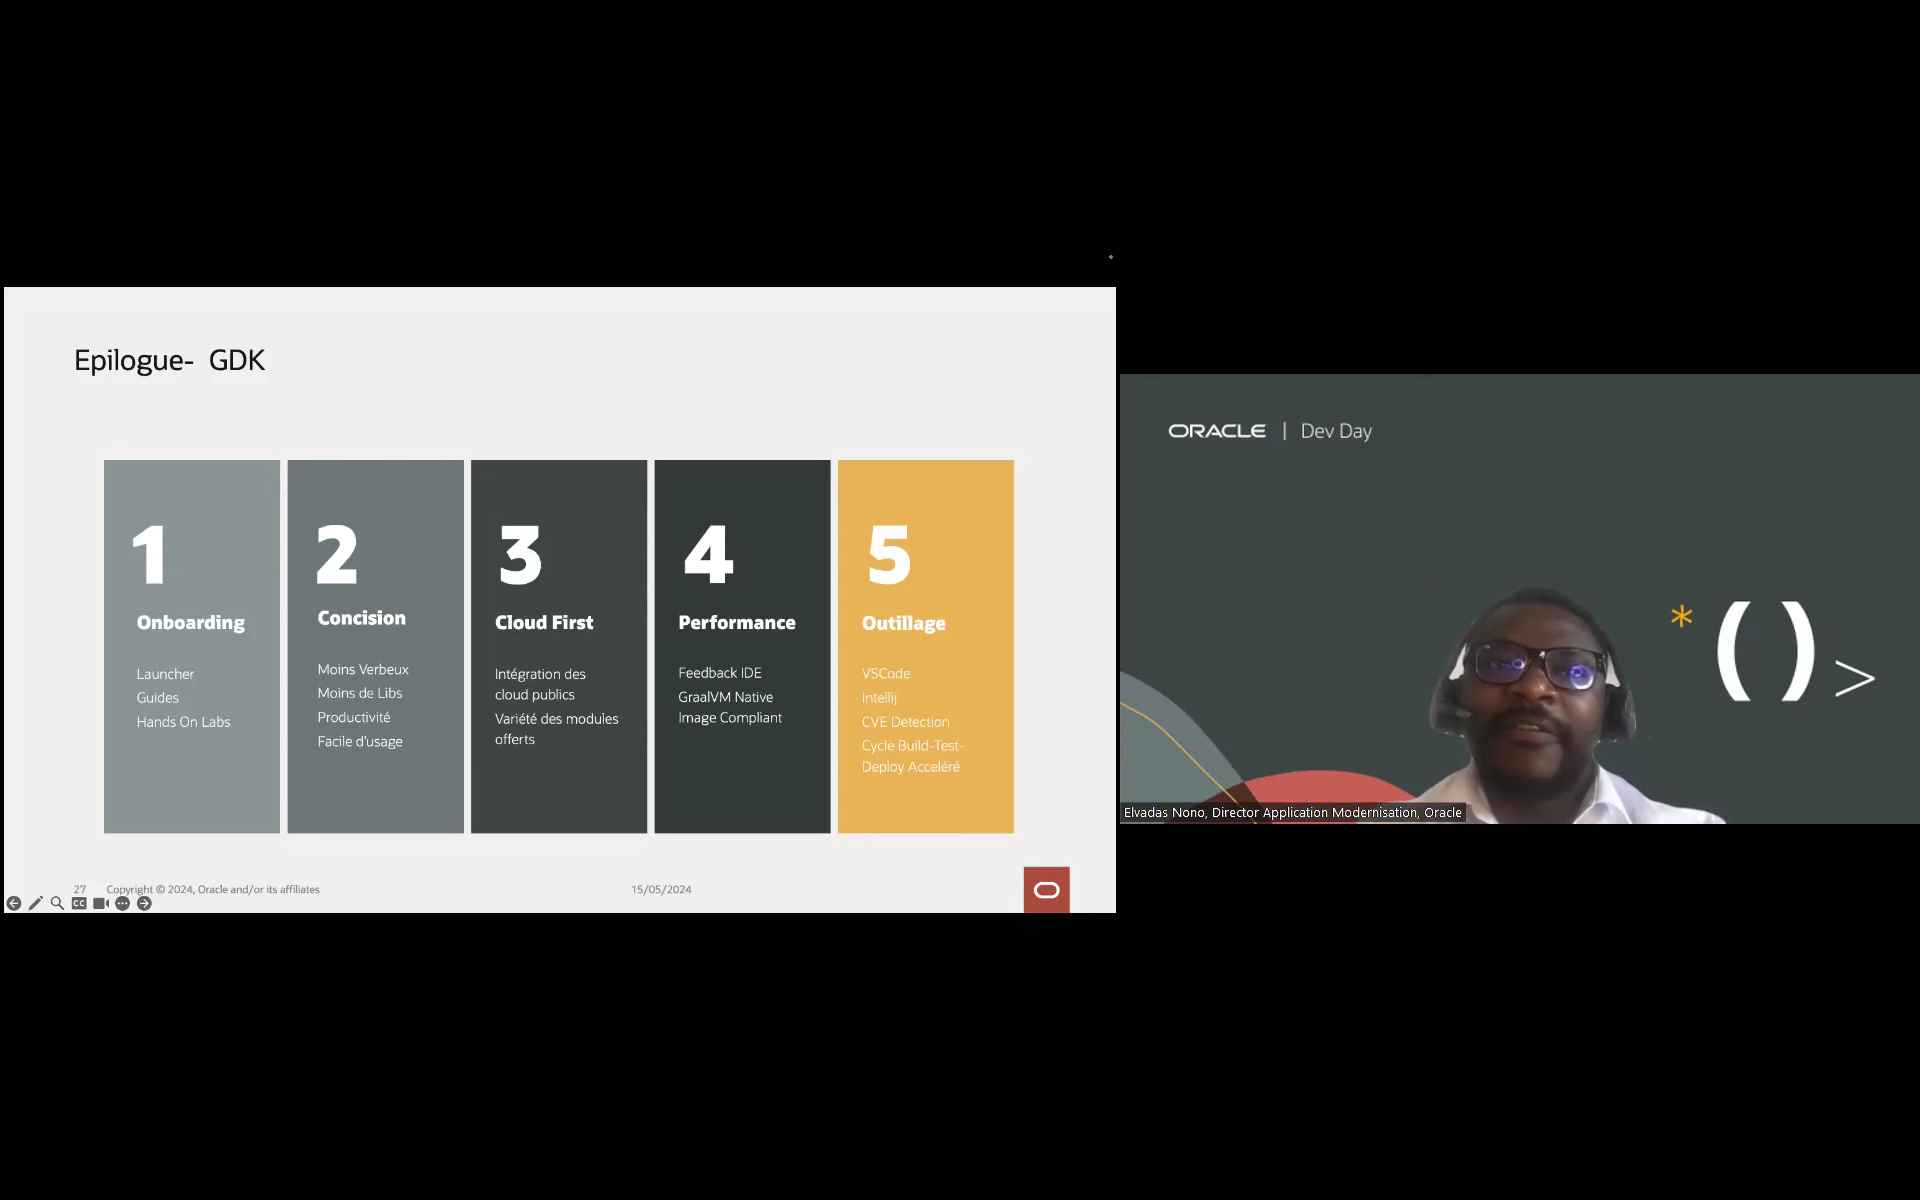 Epilogue- GDK
1
Onboarding
Launcher
Guides
Hands On Labs
2
Concision
Moins Verbeux
Moins de Libs
Productivité
Facile d'usage
3
Cloud First
Intégration des
cloud publics
Variété des modules
offerts
4
Performance
Feedback IDE
GraalVM Native
Image Compliant
5
Outillage
VSCode
Intellij
CVE Detection
Cycle Build-Test-
Deploy Acceléré
27 Copyright © 2024, Oracle and/or its affiliates 15/05/2024
CC
ORACLE | Dev Day
* ( ) >
Elvadas Nono, Director Application Modernisation, Oracle